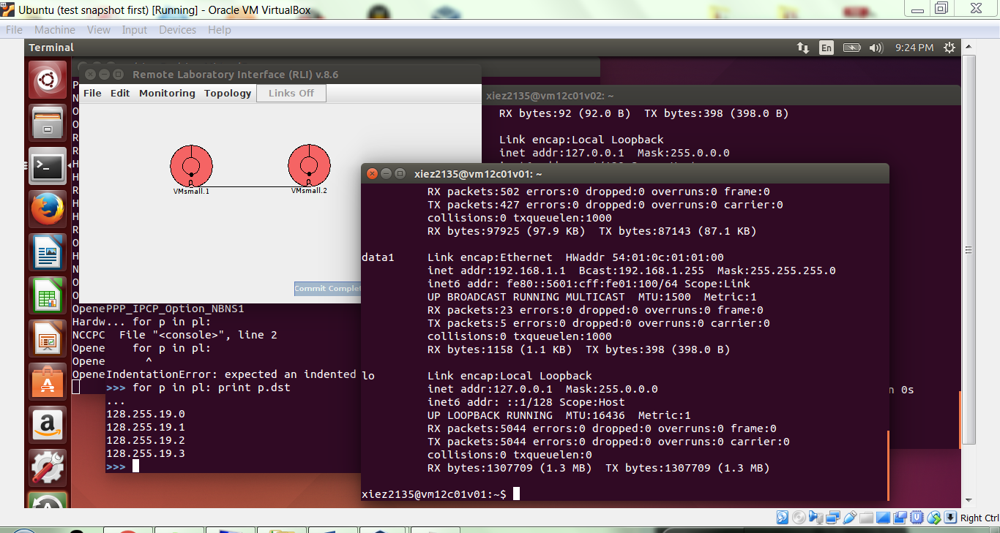 Ubuntu (test snapshot first) [Running] - Oracle VM VirtualBox
File Machine View Input Devices Help
Terminal
En
9:24 PM
Remote Laboratory Interface (RLI) v.8.6
File Edit Monitoring Topology Links Off
VMsmall.1
VMsmall.2
xiez2135@vm12c01v02: ~
RX bytes:92 (92.0 B) TX bytes:398 (398.0 B)
Link encap:Local Loopback
inet addr:127.0.0.1 Mask:255.0.0.0
n 0s
OpenePPP_IPCP_Option_NBNS1
Hardw... for p in pl:
NCCPC File "<console>", line 2
Opene for p in pl:
Opene ^
OpeneIndentationError: expected an indented
>>> for p in pl: print p.dst
...
128.255.19.0
128.255.19.1
128.255.19.2
128.255.19.3
>>>
xiez2135@vm12c01v01: ~
RX packets:502 errors:0 dropped:0 overruns:0 frame:0
TX packets:427 errors:0 dropped:0 overruns:0 carrier:0
collisions:0 txqueuelen:1000
RX bytes:97925 (97.9 KB) TX bytes:87143 (87.1 KB)
data1 Link encap:Ethernet HWaddr 54:01:0c:01:01:00
inet addr:192.168.1.1 Bcast:192.168.1.255 Mask:255.255.255.0
inet6 addr: fe80::5601:cff:fe01:100/64 Scope:Link
UP BROADCAST RUNNING MULTICAST MTU:1500 Metric:1
RX packets:23 errors:0 dropped:0 overruns:0 frame:0
TX packets:5 errors:0 dropped:0 overruns:0 carrier:0
collisions:0 txqueuelen:1000
RX bytes:1158 (1.1 KB) TX bytes:398 (398.0 B)
lo Link encap:Local Loopback
inet addr:127.0.0.1 Mask:255.0.0.0
inet6 addr: ::1/128 Scope:Host
UP LOOPBACK RUNNING MTU:16436 Metric:1
RX packets:5044 errors:0 dropped:0 overruns:0 frame:0
TX packets:5044 errors:0 dropped:0 overruns:0 carrier:0
collisions:0 txqueuelen:0
RX bytes:1307709 (1.3 MB) TX bytes:1307709 (1.3 MB)
xiez2135@vm12c01v01:~$
Right Ctrl